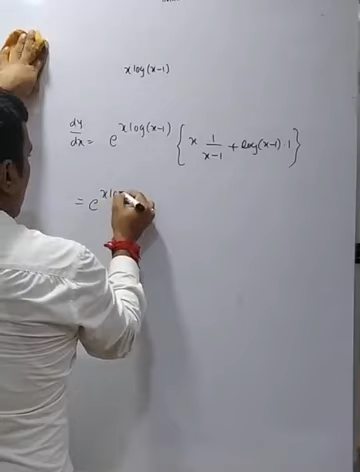 x log(x-1)
dy/dx = e^{x log(x-1)} { x 1/(x-1) + log(x-1) · 1 }
= e^{x lo